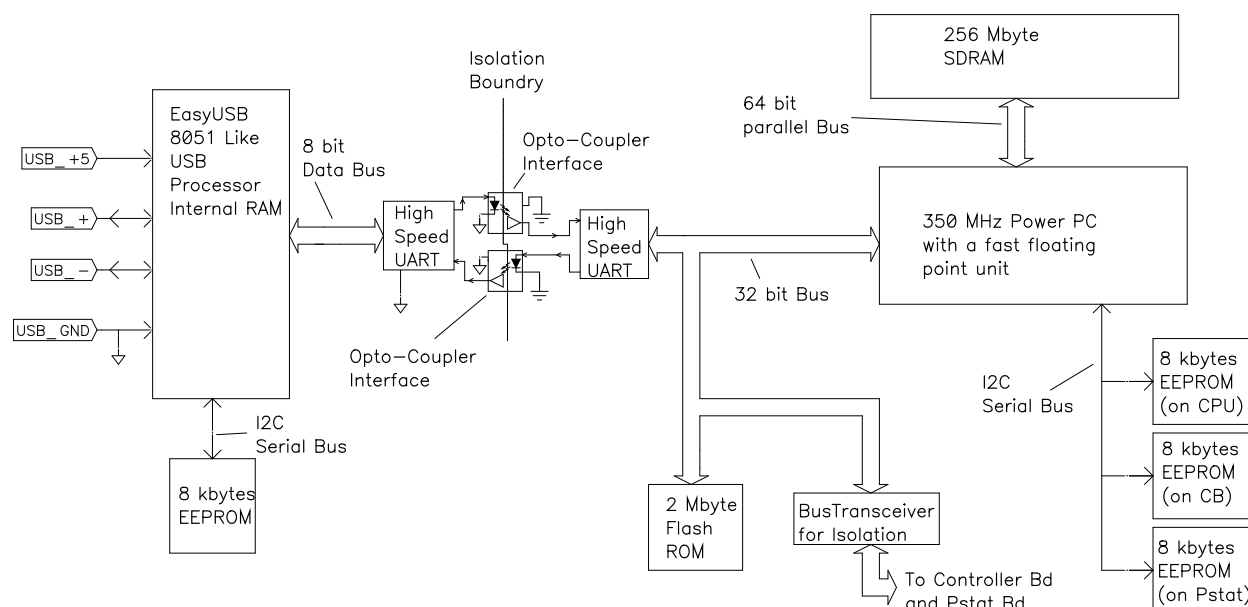 256 Mbyte
SDRAM
Isolation
Boundry
64 bit
parallel Bus
EasyUSB
8051 Like
USB
Processor
Internal RAM
8 bit
Data Bus
Opto-Coupler
Interface
USB_+5
USB_+
USB_-
USB_GND
High
Speed
UART
High
Speed
UART
350 MHz Power PC
with a fast floating
point unit
32 bit Bus
Opto-Coupler
Interface
I2C
Serial Bus
8 kbytes
EEPROM
I2C
Serial Bus
8 kbytes
EEPROM
(on CPU)
8 kbytes
EEPROM
(on CB)
8 kbytes
EEPROM
(on Pstat)
2 Mbyte
Flash
ROM
BusTransceiver
for Isolation
To Controller Bd
and Pstat Bd